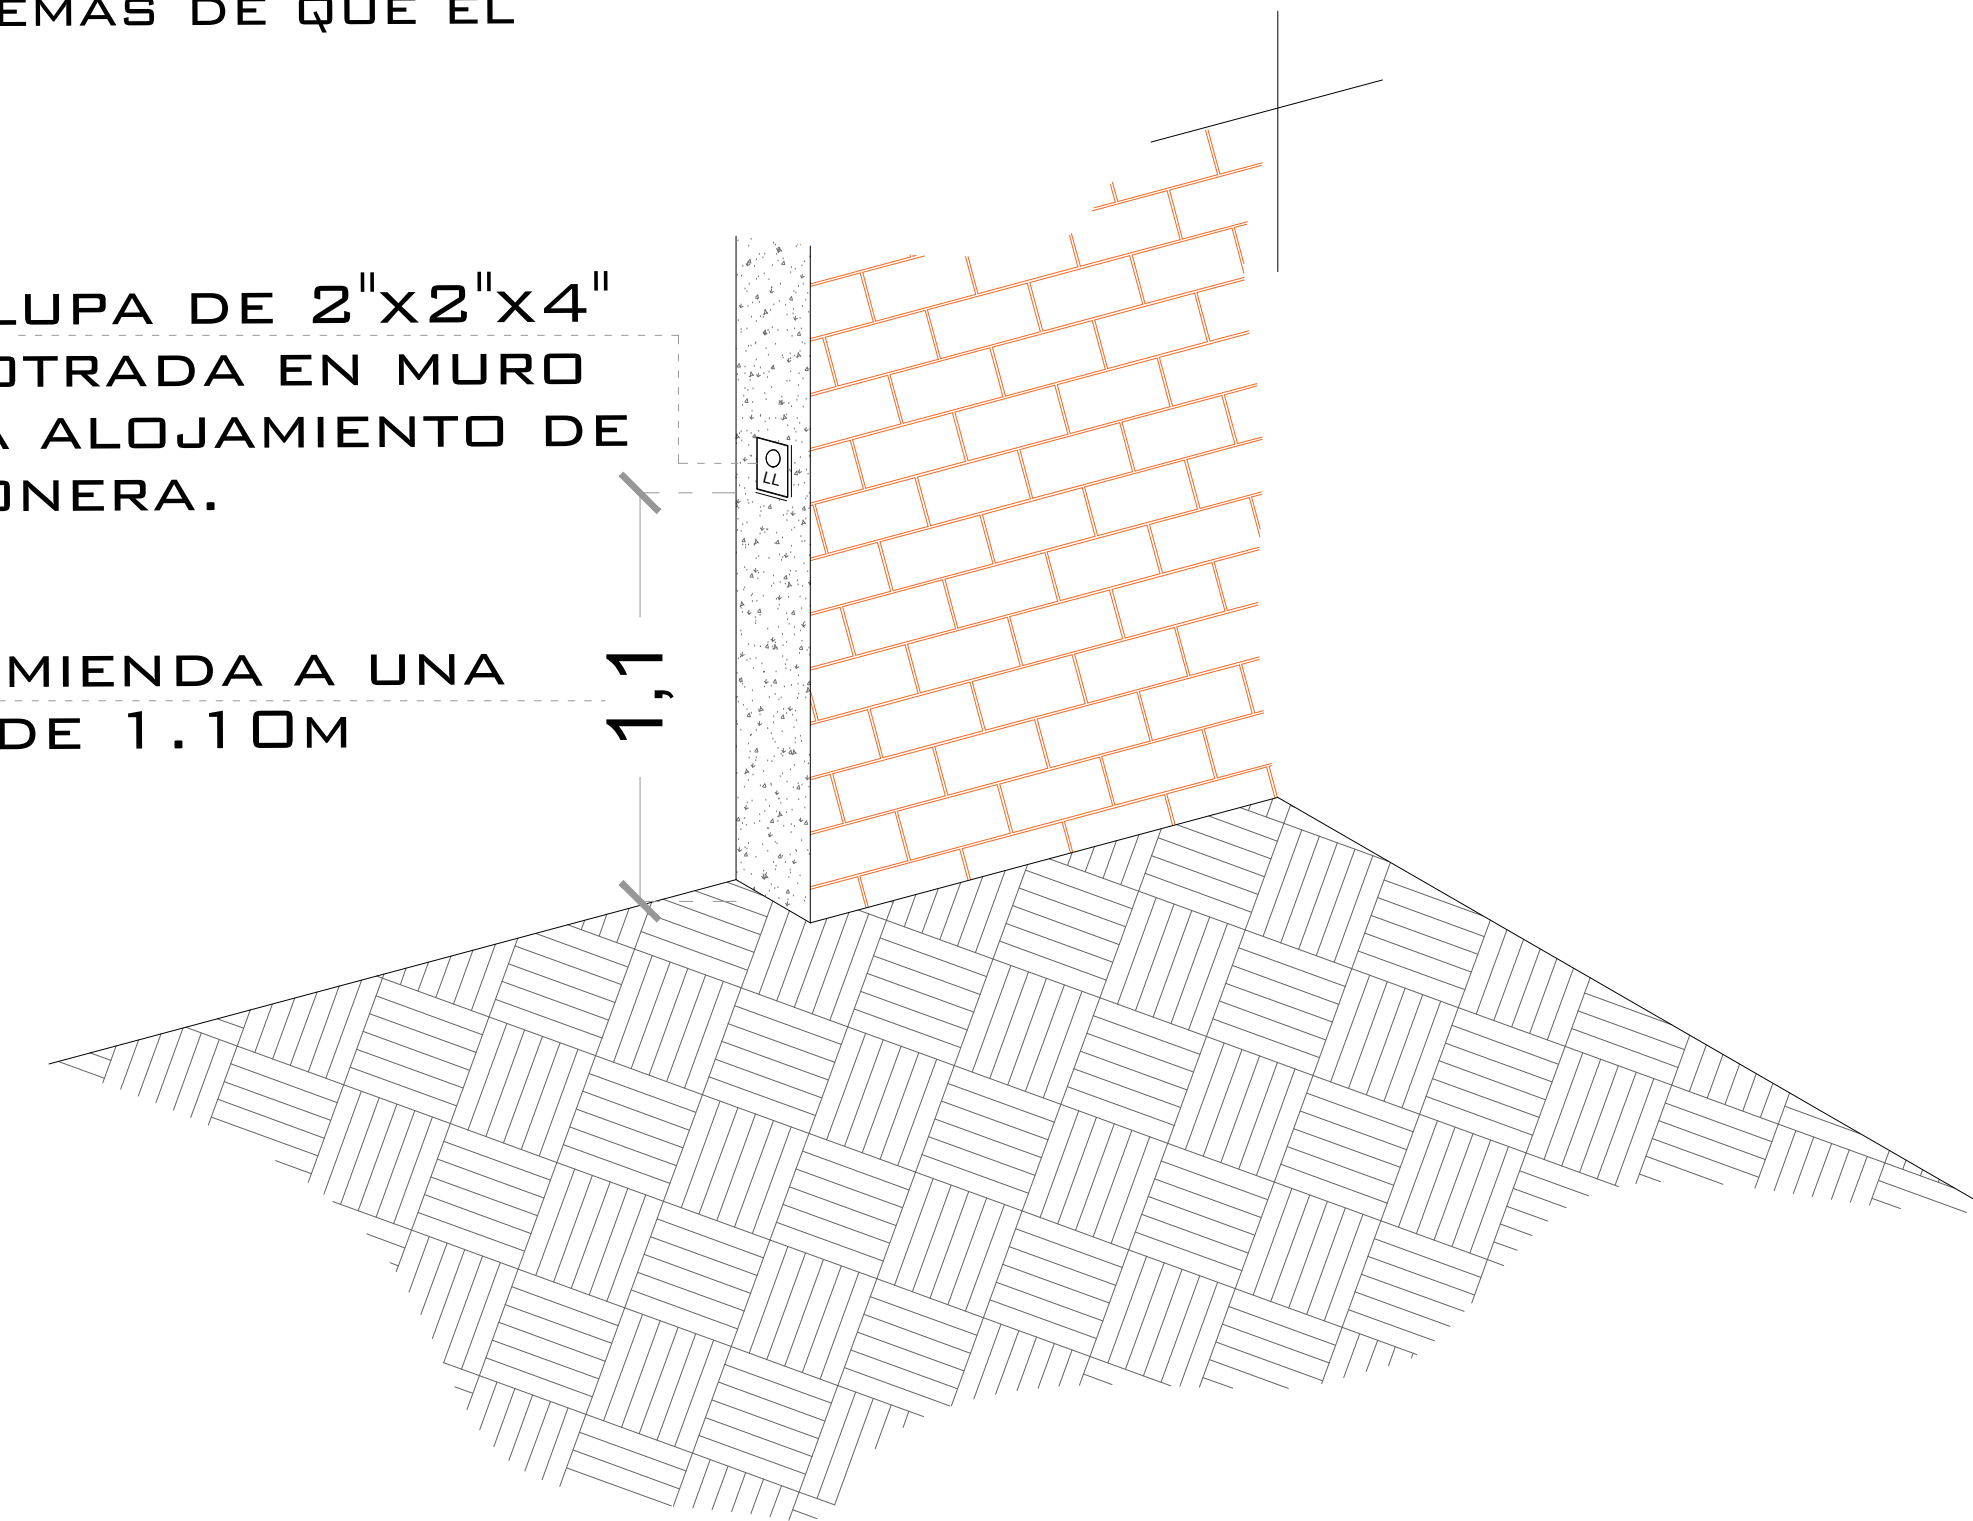 EMAS DE QUE EL
LUPA DE 2"X2"X4"
OTRADA EN MURO
A ALOJAMIENTO DE
ONERA.
MIENDA A UNA
DE 1.10M
1,1